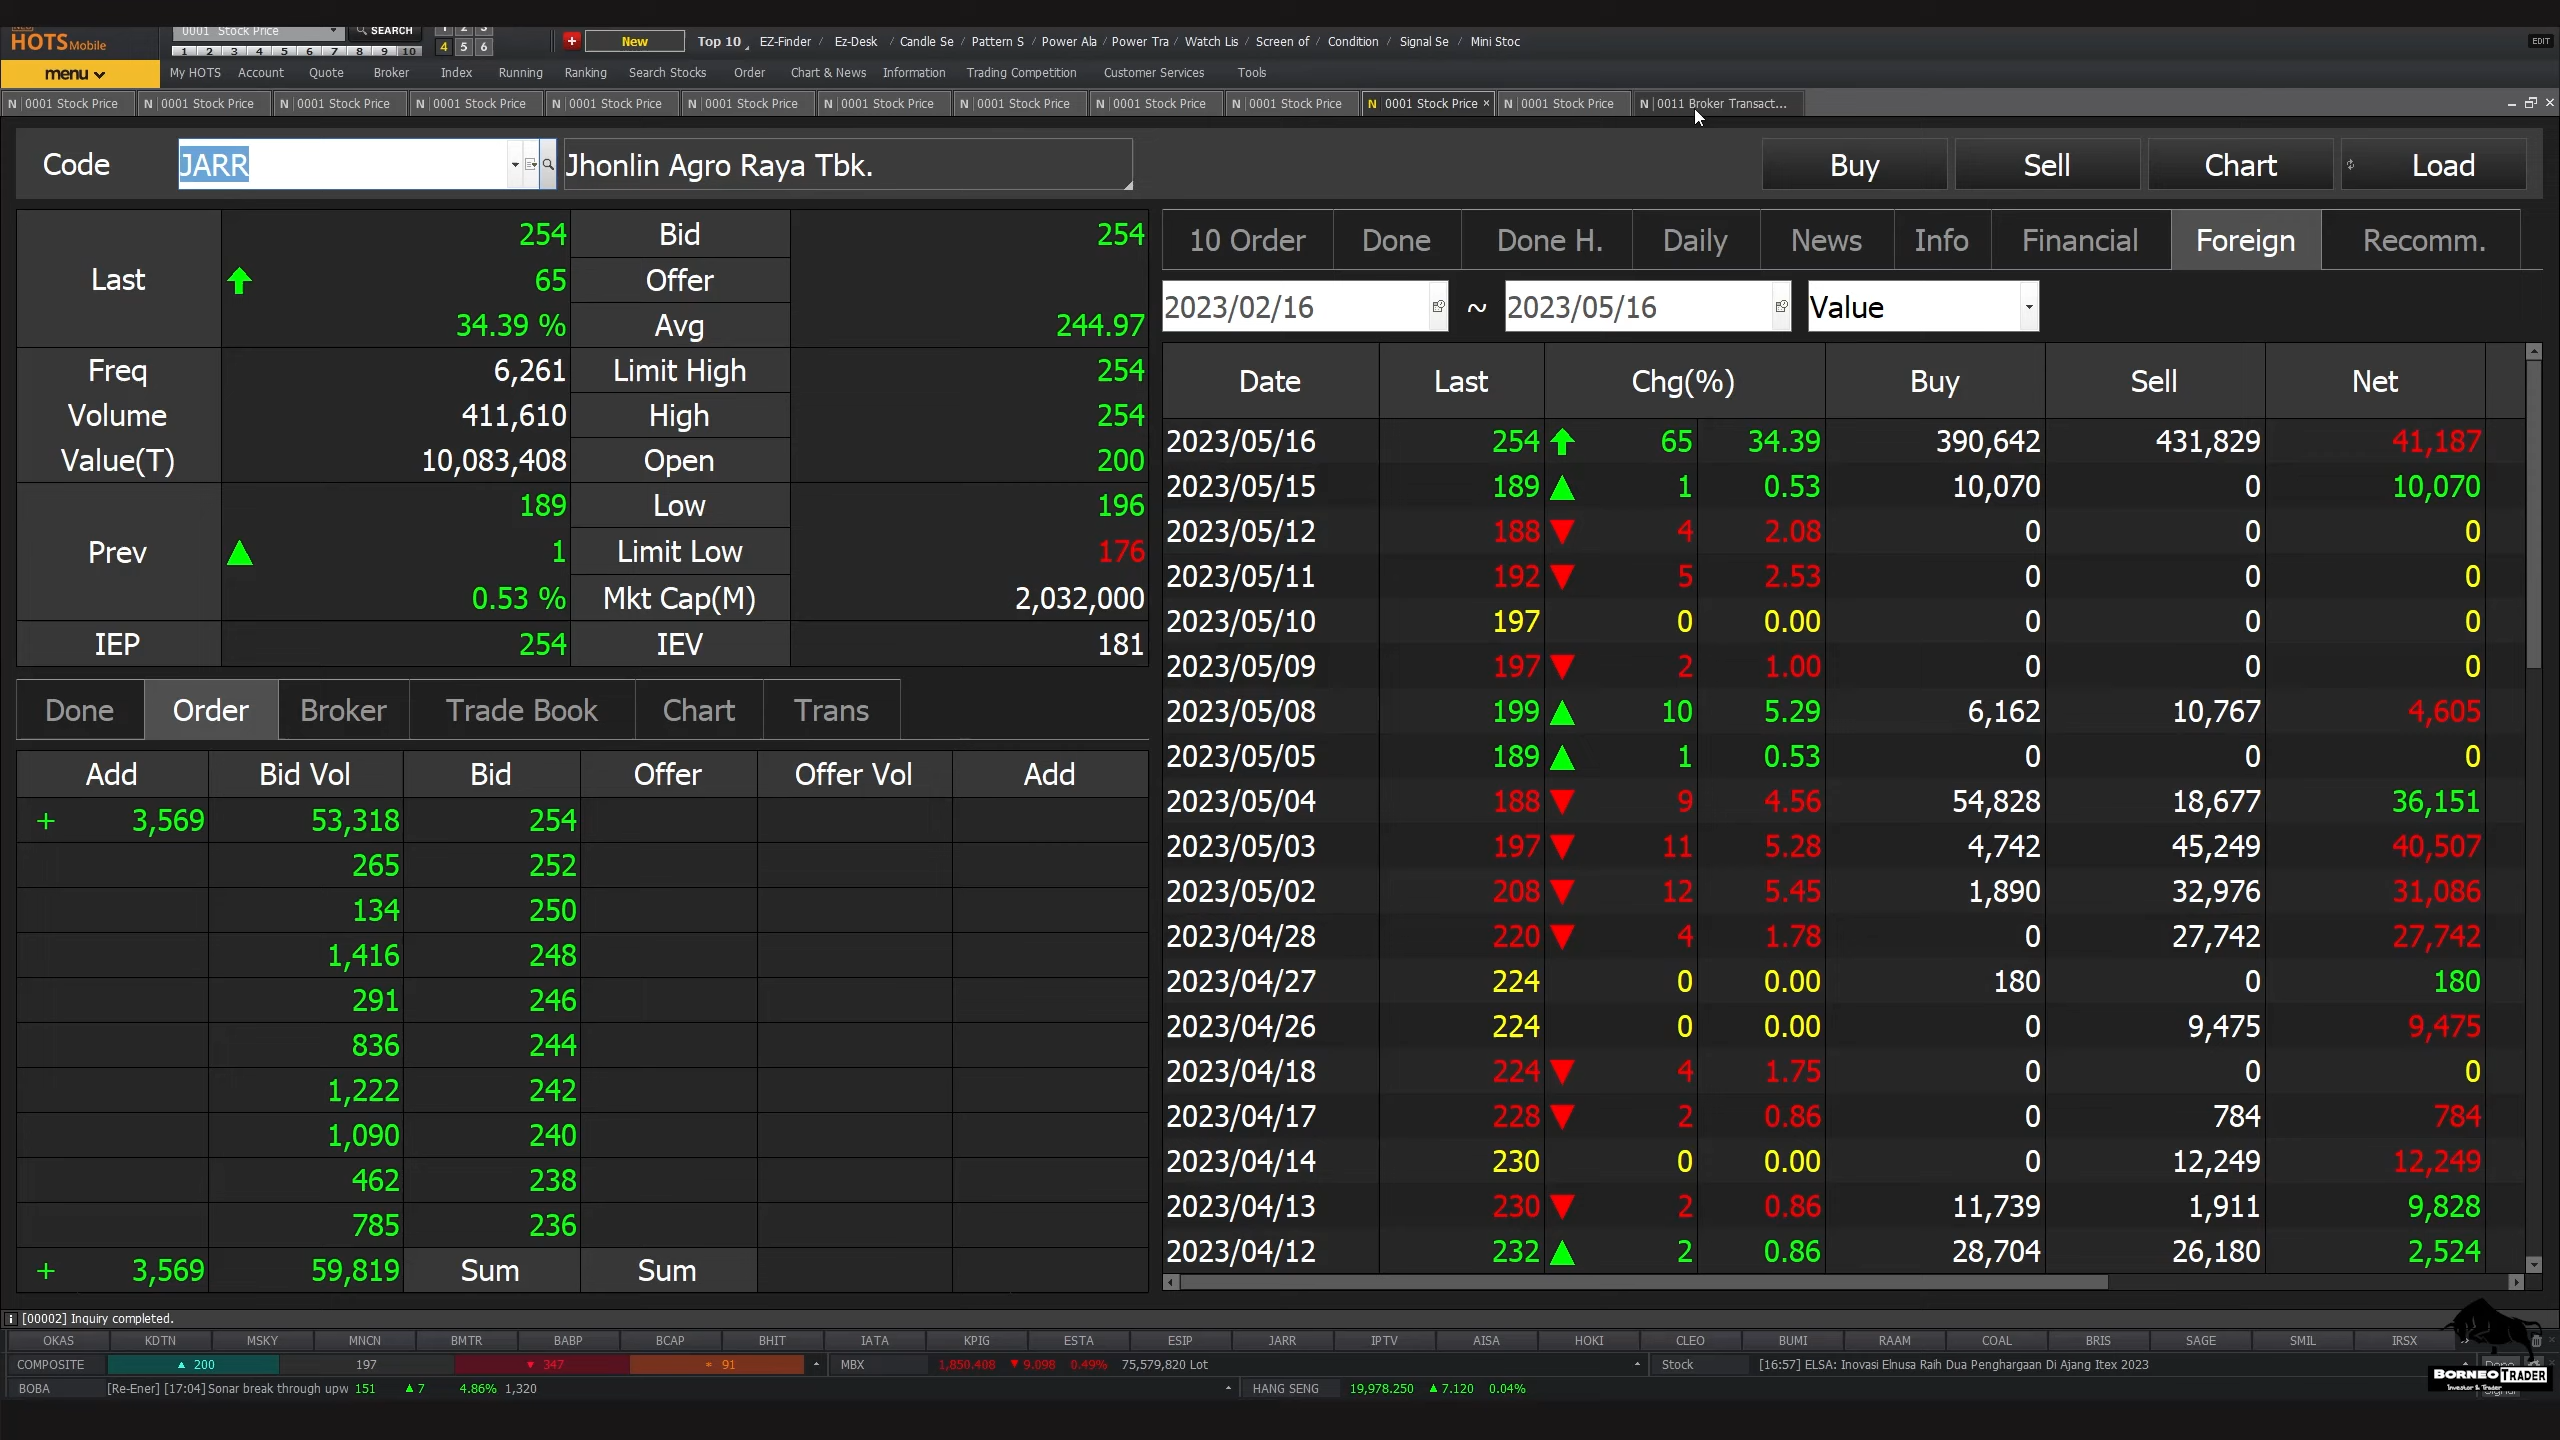 HOTS Mobile
0001 Stock Price SEARCH
1 2 3
1 2 3 4 5 6 7 8 9 10
4 5 6
New
Top 10 EZ-Finder / Ez-Desk / Candle Se / Pattern S / Power Ala / Power Tra / Watch Lis / Screen of / Condition / Signal Se / Mini Stoc
EDIT
menu My HOTS Account Quote Broker Index Running Ranking Search Stocks Order Chart & News Information Trading Competition Customer Services Tools
N 0001 Stock Price N 0001 Stock Price N 0001 Stock Price N 0001 Stock Price N 0001 Stock Price N 0001 Stock Price N 0001 Stock Price N 0001 Stock Price N 0001 Stock Price N 0001 Stock Price N 0001 Stock Price × N 0001 Stock Price N 0011 Broker Transact...
Code JARR Jhonlin Agro Raya Tbk. Buy Sell Chart Load
Last 254 Bid 254
65 Offer
34.39 % Avg 244.97
Freq 6,261 Limit High 254
Volume 411,610 High 254
Value(T) 10,083,408 Open 200
Prev 189 Low 196
1 Limit Low 176
0.53 % Mkt Cap(M) 2,032,000
IEP 254 IEV 181
Done Order Broker Trade Book Chart Trans
Add Bid Vol Bid Offer Offer Vol Add
+ 3,569 53,318 254
265 252
134 250
1,416 248
291 246
836 244
1,222 242
1,090 240
462 238
785 236
+ 3,569 59,819 Sum Sum
10 Order Done Done H. Daily News Info Financial Foreign Recomm.
2023/02/16 ~ 2023/05/16 Value
Date Last Chg(%) Buy Sell Net
2023/05/16 254 65 34.39 390,642 431,829 41,187
2023/05/15 189 1 0.53 10,070 0 10,070
2023/05/12 188 4 2.08 0 0 0
2023/05/11 192 5 2.53 0 0 0
2023/05/10 197 0 0.00 0 0 0
2023/05/09 197 2 1.00 0 0 0
2023/05/08 199 10 5.29 6,162 10,767 4,605
2023/05/05 189 1 0.53 0 0 0
2023/05/04 188 9 4.56 54,828 18,677 36,151
2023/05/03 197 11 5.28 4,742 45,249 40,507
2023/05/02 208 12 5.45 1,890 32,976 31,086
2023/04/28 220 4 1.78 0 27,742 27,742
2023/04/27 224 0 0.00 180 0 180
2023/04/26 224 0 0.00 0 9,475 9,475
2023/04/18 224 4 1.75 0 0 0
2023/04/17 228 2 0.86 0 784 784
2023/04/14 230 0 0.00 0 12,249 12,249
2023/04/13 230 2 0.86 11,739 1,911 9,828
2023/04/12 232 2 0.86 28,704 26,180 2,524
[00002] Inquiry completed.
OKAS KDTN MSKY MNCN BMTR BABP BCAP BHIT IATA KPIG ESTA ESIP JARR IPTV AISA HOKI CLEO BUMI RAAM COAL BRIS SAGE SMIL IRSX
COMPOSITE 200 197 347 91 MBX 1,850.408 9.098 0.49% 75,579,820 Lot Stock [16:57] ELSA: Inovasi Elnusa Raih Dua Penghargaan Di Ajang Itex 2023
BOBA [Re-Ener] [17:04]Sonar break through upw 151 7 4.86% 1,320 HANG SENG 19,978.250 7.120 0.04%
BORNEO TRADER
Investor & Trader